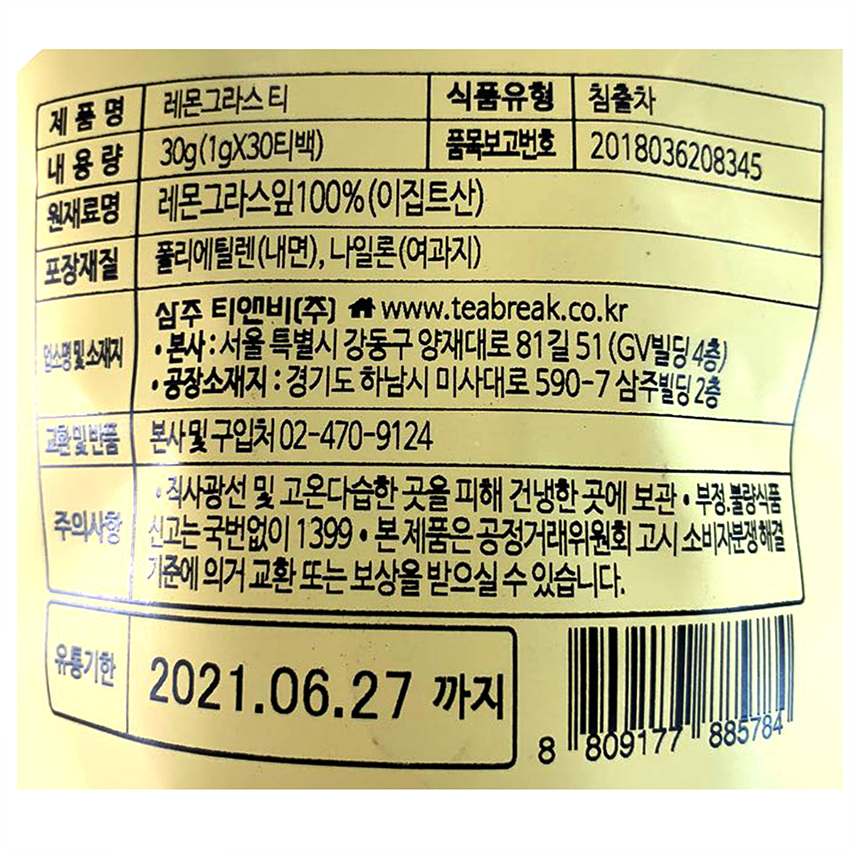 제품명 레몬그라스 티 식품유형 침출차
내용량 30g(1gX30티백) 품목보고번호 2018036208345
원재료명 레몬그라스잎100%(이집트산)
포장재질 폴리에틸렌(내면), 나일론(여과지)
업소명 및 소재지 삼주 티앤비(주) www.teabreak.co.kr
• 본사 : 서울 특별시 강동구 양재대로 81길 51 (GV빌딩 4층)
• 공장소재지 : 경기도 하남시 미사대로 590-7 삼주빌딩 2층
교환 및 반품 본사 및 구입처 02-470-9124
주의사항 • 직사광선 및 고온다습한 곳을 피해 건냉한 곳에 보관 • 부정,불량식품
신고는 국번없이 1399 • 본 제품은 공정거래위원회 고시 소비자분쟁해결
기준에 의거 교환 또는 보상을 받으실 수 있습니다.
유통기한 2021.06.27 까지
8 809177 885784